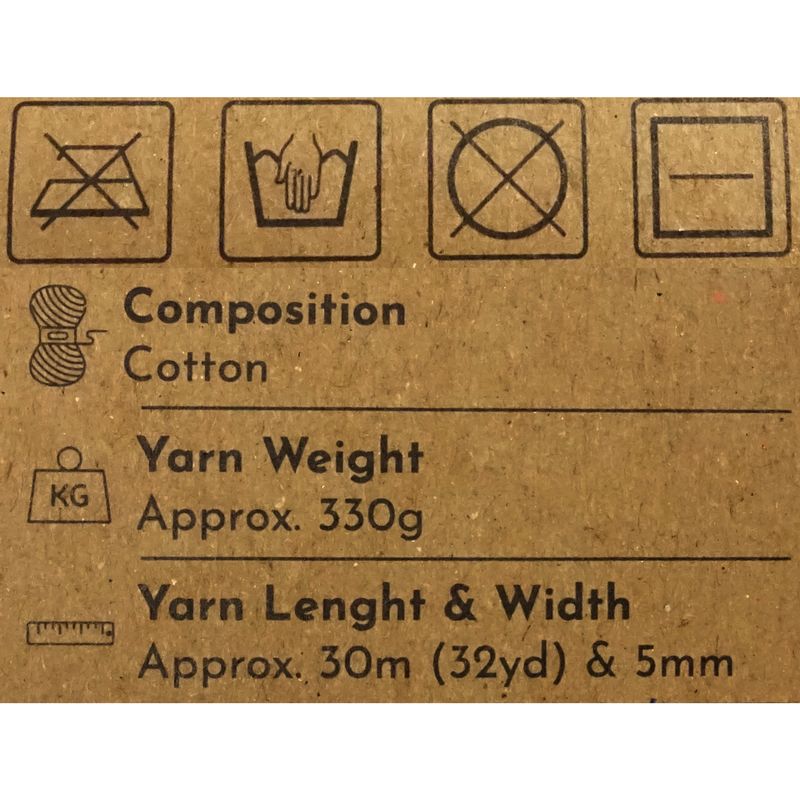 Composition
Cotton
KG
Yarn Weight
Approx. 330g
Yarn Lenght & Width
Approx. 30m (32yd) & 5mm